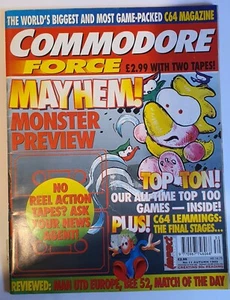 THE WORLD'S BIGGEST AND MOST GAME-PACKED C64 MAGAZINE
COMMODORE
FORCE
£2.99 WITH TWO TAPES!
MAYHEM!
MONSTER
PREVIEW
TOP TON!
OUR ALL-TIME TOP 100
GAMES — INSIDE!
NO
REEL ACTION
TAPES? ASK
YOUR NEWS
AGENT!
PLUS! C64 LEMMINGS:
THE FINAL STAGES...
REVIEWED: MAN UTD EUROPE, ICE 52, MATCH OF THE DAY